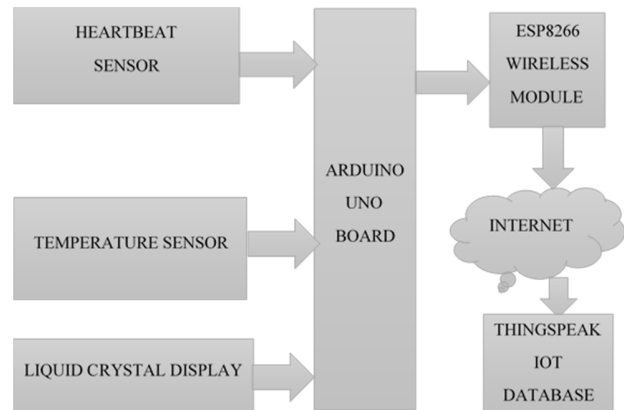 HEARTBEAT
SENSOR
TEMPERATURE SENSOR
LIQUID CRYSTAL DISPLAY
ARDUINO
UNO
BOARD
ESP8266
WIRELESS
MODULE
INTERNET
THINGSPEAK
IOT
DATABASE